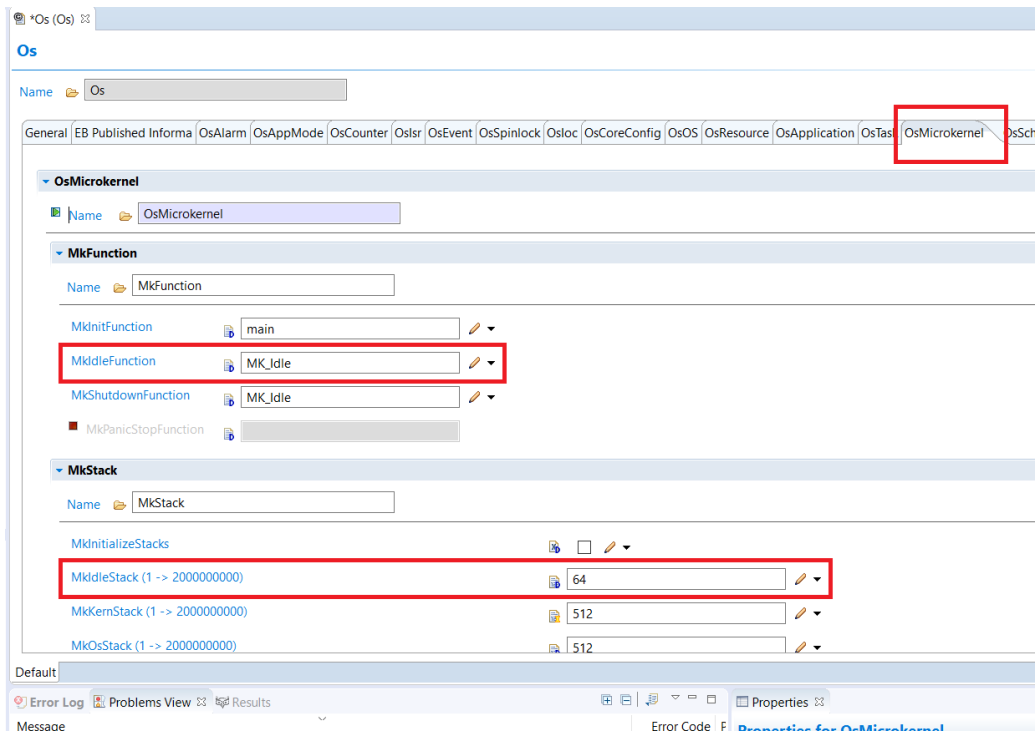 *Os (Os)
Os
Name Os
General EB Published Informa OsAlarm OsAppMode OsCounter OsIsr OsEvent OsSpinlock OsIoc OsCoreConfig OsOS OsResource OsApplication OsTask OsMicrokernel OsSch
OsMicrokernel
Name OsMicrokernel
MkFunction
Name MkFunction
MkInitFunction main
MkIdleFunction MK_Idle
MkShutdownFunction MK_Idle
MkPanicStopFunction
MkStack
Name MkStack
MkInitializeStacks
MkIdleStack (1 -> 2000000000) 64
MkKernStack (1 -> 2000000000) 512
MkOsStack (1 -> 2000000000) 512
Default
Error Log Problems View Results Properties
Message Error Code Properties for OsMicrokernel